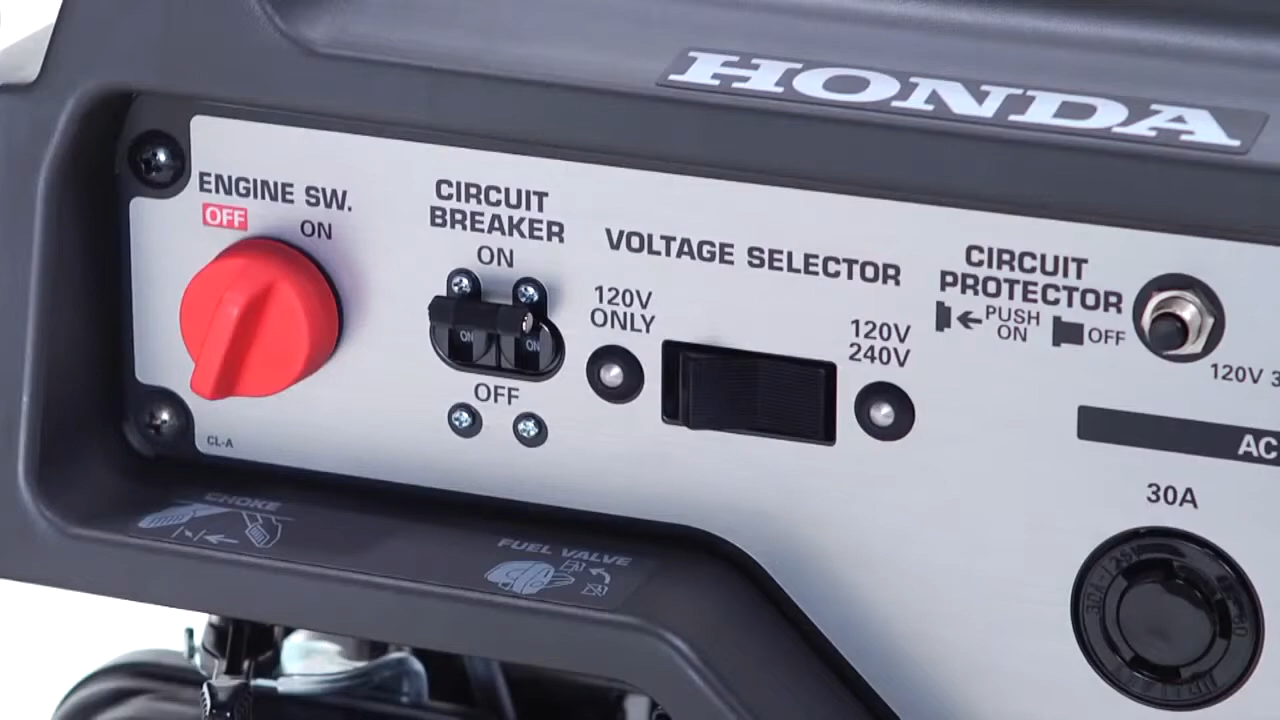 HONDA
ENGINE SW.
OFF
ON
CIRCUIT
BREAKER
ON
ON
ON
OFF
VOLTAGE SELECTOR
120V
ONLY
120V
240V
CIRCUIT
PROTECTOR
PUSH
ON
OFF
120V 3
AC
30A
CL-A
CHOKE
FUEL VALVE